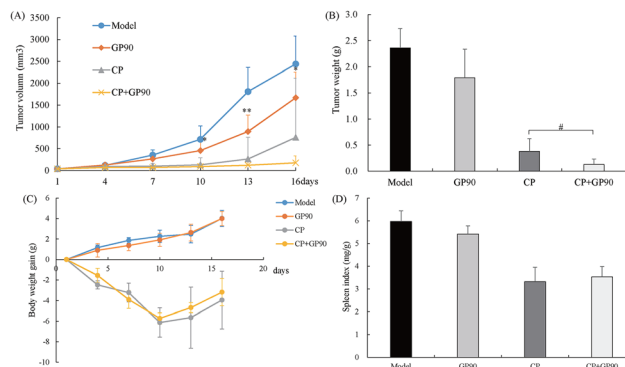 (A)
Tumor volumn (mm3)
3500
3000
2500
2000
1500
1000
500
0
1
4
7
10
13
16days
Model
GP90
CP
CP+GP90
*
**
*
(B)
Tumor weight (g)
3.0
2.5
2.0
1.5
1.0
0.5
0.0
#
Model
GP90
CP
CP+GP90
(C)
Body weight gain (g)
6
4
2
0
-2
-4
-6
-8
-10
0
5
10
15
20
days
Model
GP90
CP
CP+GP90
(D)
Spleen index (mg/g)
7
6
5
4
3
2
1
0
Model
GP90
CP
CP+GP90